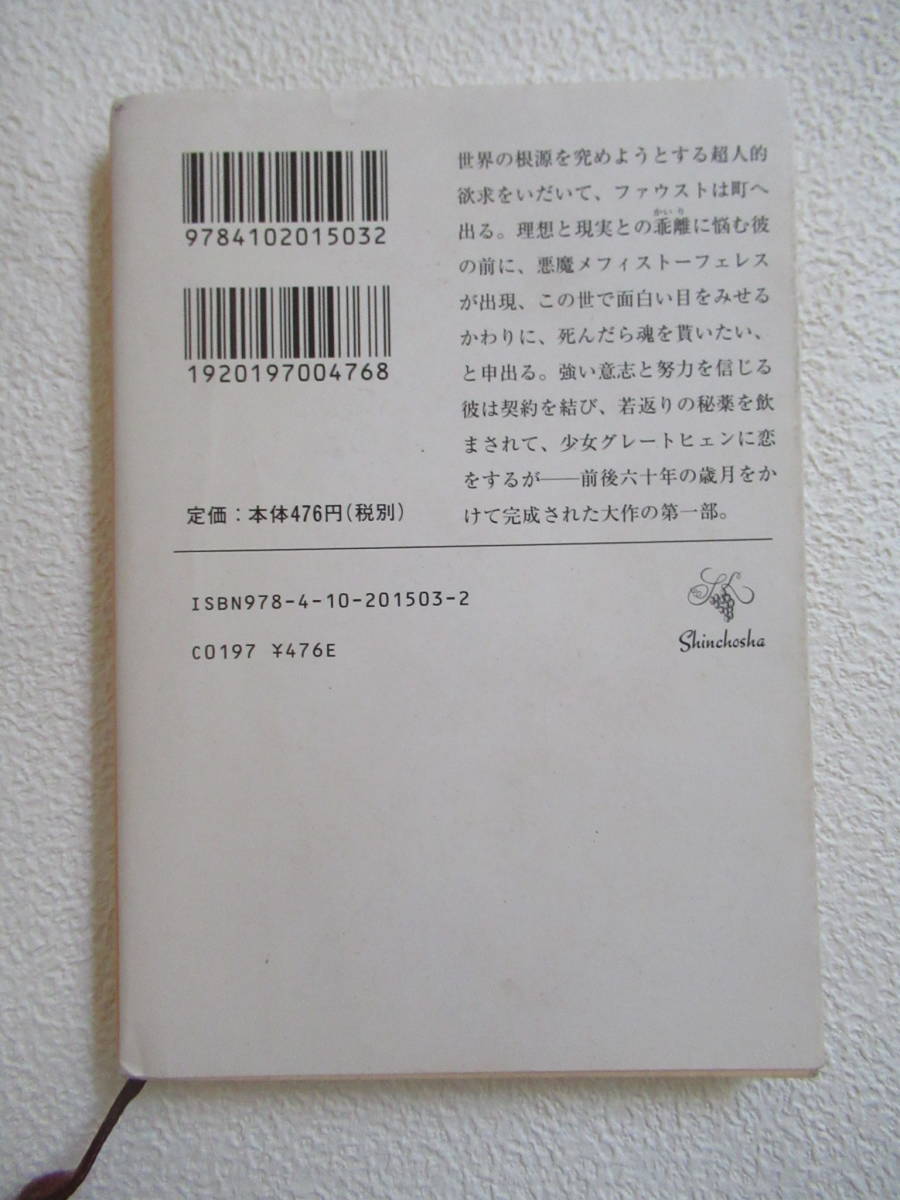 9784102015032
1920197004768
定価：本体476円（税別）
世界の根源を究めようとする超人的
欲求をいだいて、ファウストは町へ
出る。理想と現実との乖離に悩む彼
かいり
の前に、悪魔メフィストーフェレス
が出現、この世で面白い目をみせる
かわりに、死んだら魂を貰いたい、
と申出る。強い意志と努力を信じる
彼は契約を結び、若返りの秘薬を飲
まされて、少女グレートヒェンに恋
をするが──前後六十年の歳月をか
けて完成された大作の第一部。
ISBN978-4-10-201503-2
C0197 ¥476E
Shinchosha